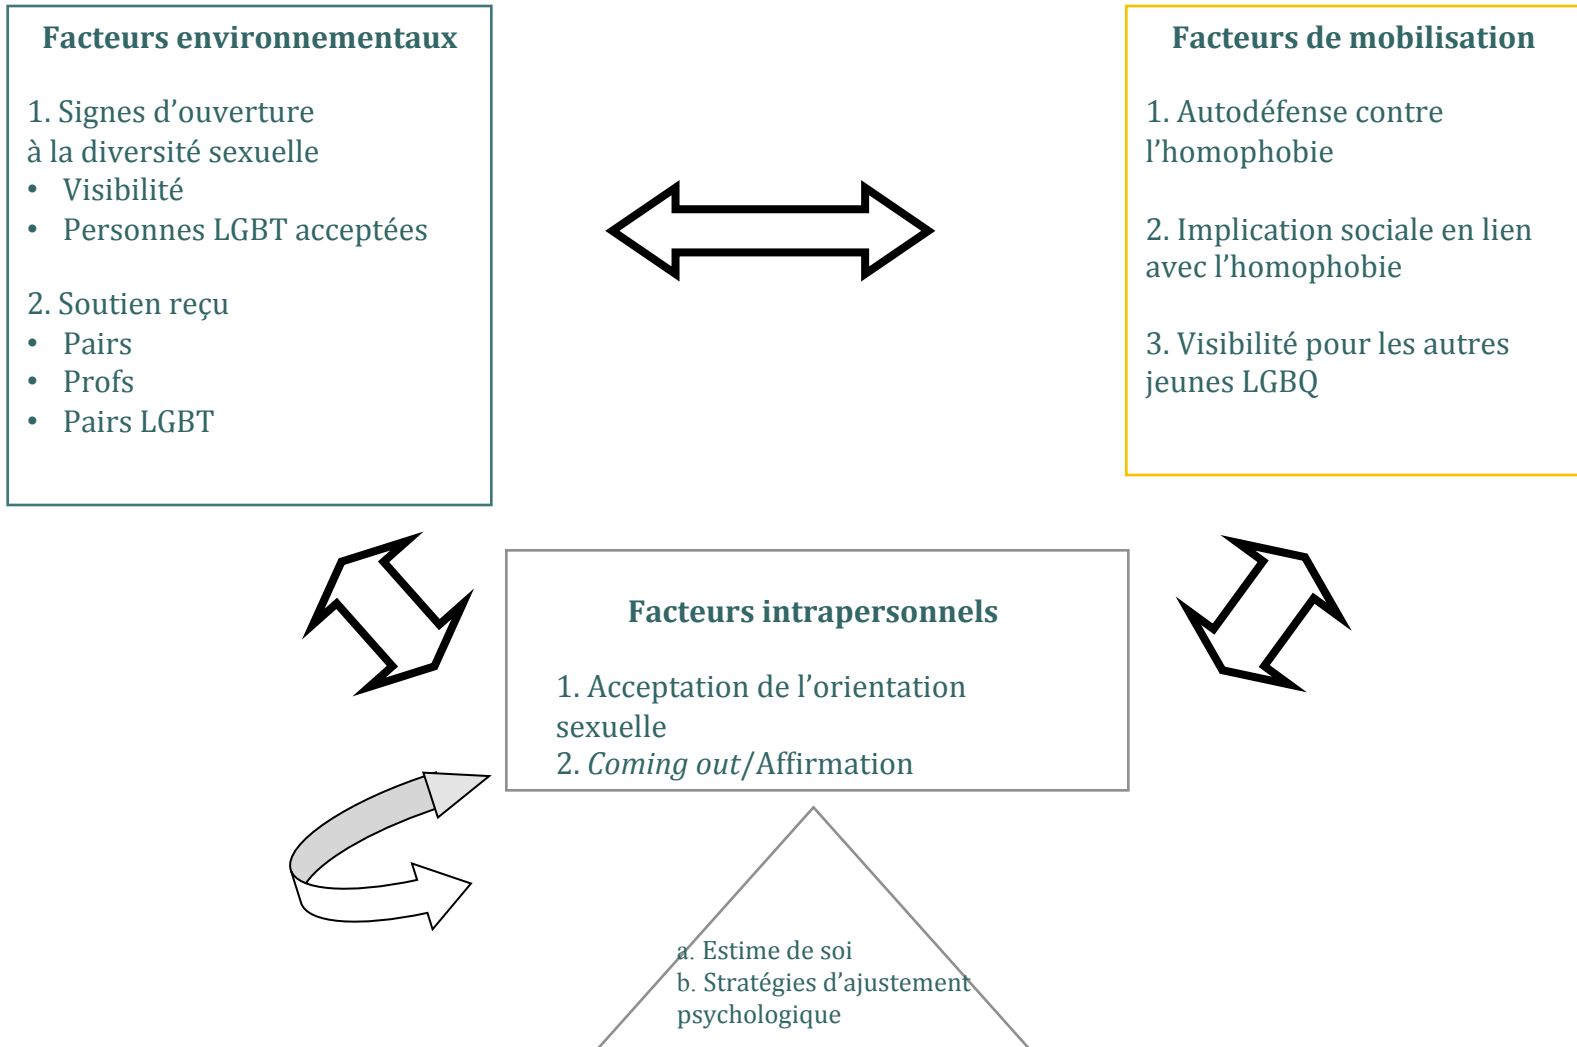 Facteurs environnementaux
1. Signes d’ouverture
à la diversité sexuelle
• Visibilité
• Personnes LGBT acceptées
2. Soutien reçu
• Pairs
• Profs
• Pairs LGBT
Facteurs de mobilisation
1. Autodéfense contre
l’homophobie
2. Implication sociale en lien
avec l’homophobie
3. Visibilité pour les autres
jeunes LGBQ
Facteurs intrapersonnels
1. Acceptation de l’orientation
sexuelle
2. Coming out/Affirmation
a. Estime de soi
b. Stratégies d’ajustement
psychologique